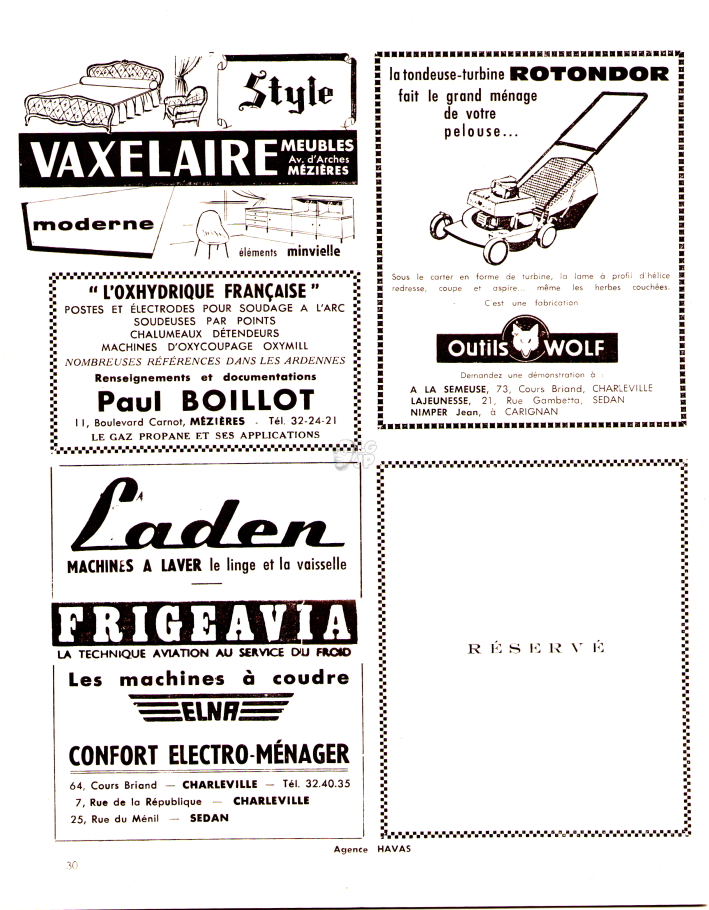 Style
VAXELAIRE
MEUBLES
Av. d'Arches
MÉZIÈRES
moderne
éléments minvielle
" L'OXHYDRIQUE FRANÇAISE "
POSTES ET ÉLECTRODES POUR SOUDAGE A L'ARC
SOUDEUSES PAR POINTS
CHALUMEAUX DÉTENDEURS
MACHINES D'OXYCOUPAGE OXYMILL
NOMBREUSES RÉFÉRENCES DANS LES ARDENNES
Renseignements et documentations
Paul BOILLOT
11, Boulevard Carnot, MÉZIÈRES - Tél. 32-24-21
LE GAZ PROPANE ET SES APPLICATIONS
la tondeuse-turbine ROTONDOR
fait le grand ménage
de votre
pelouse...
Sous le carter en forme de turbine, la lame à profil d'hélice
redresse, coupe et aspire... même les herbes couchées.
C'est une fabrication
Outils WOLF
Demandez une démonstration à :
A LA SEMEUSE, 73, Cours Briand, CHARLEVILLE
LAJEUNESSE, 21, Rue Gambetta, SEDAN
NIMPER Jean, à CARIGNAN
Laden
MACHINES A LAVER le linge et la vaisselle
FRIGEAVIA
LA TECHNIQUE AVIATION AU SERVICE DU FROID
Les machines à coudre
ELNA
CONFORT ELECTRO-MÉNAGER
64, Cours Briand — CHARLEVILLE — Tél. 32.40.35
7, Rue de la République — CHARLEVILLE
25, Rue du Ménil — SEDAN
RÉSERVÉ
Agence HAVAS
30